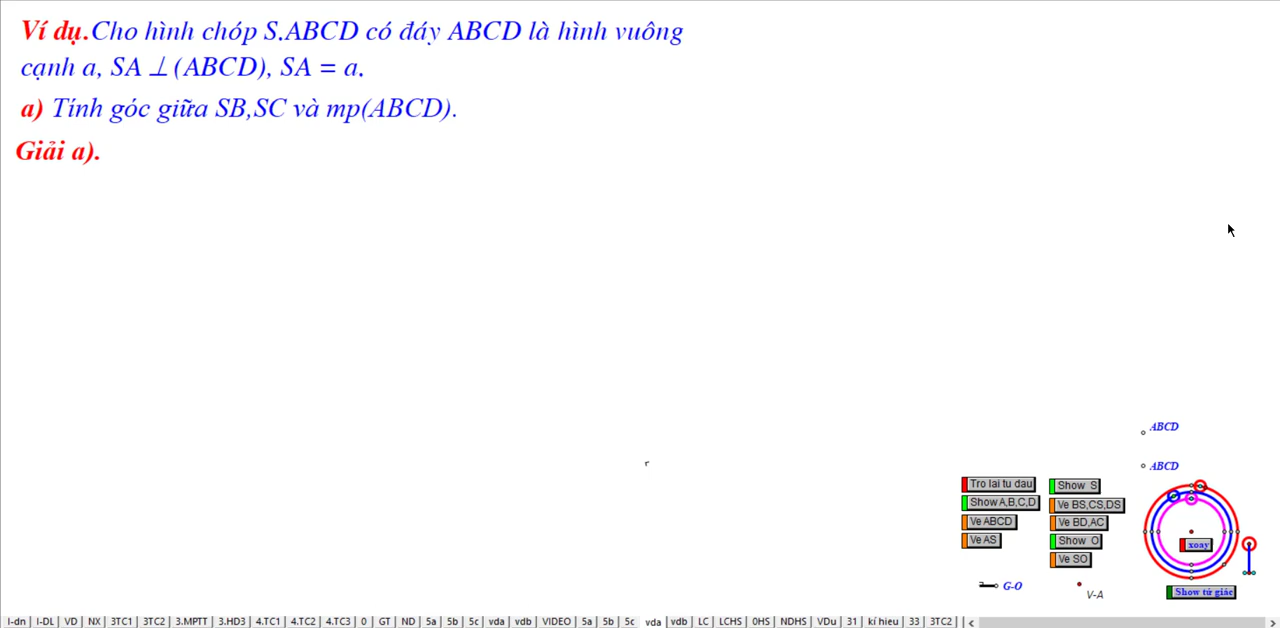 Ví dụ.Cho hình chóp S.ABCD có đáy ABCD là hình vuông
cạnh a, SA ⊥ (ABCD), SA = a.
a) Tính góc giữa SB,SC và mp(ABCD).
Giải a).
ABCD
r
ABCD
Tro lai tu dau
Show S
Show A,B,C,D
Ve BS,CS,DS
Ve ABCD
Ve BD,AC
Ve AS
Show O
xoay
Ve SO
G-O
V-A
Show tứ giác
I-dn | I-DL | VD | NX | 3TC1 | 3TC2 | 3.MPTT | 3.HD3 | 4.TC1 | 4.TC2 | 4.TC3 | 0 | GT | ND | 5a | 5b | 5c | vda | vdb | VIDEO | 5a | 5b | 5c | vda | vdb | LC | LCHS | 0HS | NDHS | VDu | 31 | kí hieu | 33 | 3TC2 |